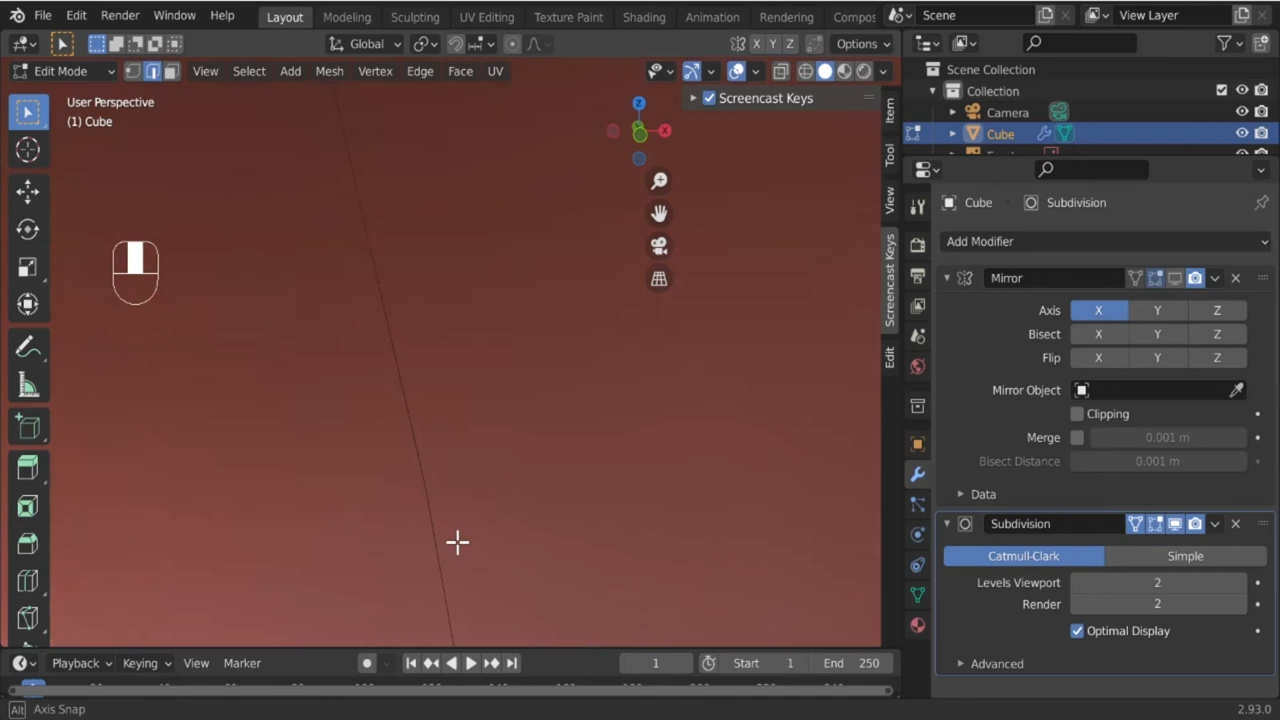 File Edit Render Window Help Layout Modeling Sculpting UV Editing Texture Paint Shading Animation Rendering Compos Scene View Layer
Global Options
Edit Mode View Select Add Mesh Vertex Edge Face UV
User Perspective
(1) Cube
Screencast Keys
Z
X
Item
Tool
View
Screencast Keys
Edit
Scene Collection
Collection
Camera
Cube
Cube Subdivision
Add Modifier
Mirror
Axis X Y Z
Bisect X Y Z
Flip X Y Z
Mirror Object
Clipping
Merge 0.001 m
Bisect Distance 0.001 m
Data
Subdivision
Catmull-Clark Simple
Levels Viewport 2
Render 2
Optimal Display
Advanced
Playback Keying View Marker 1 Start 1 End 250
Alt Axis Snap 2.93.0